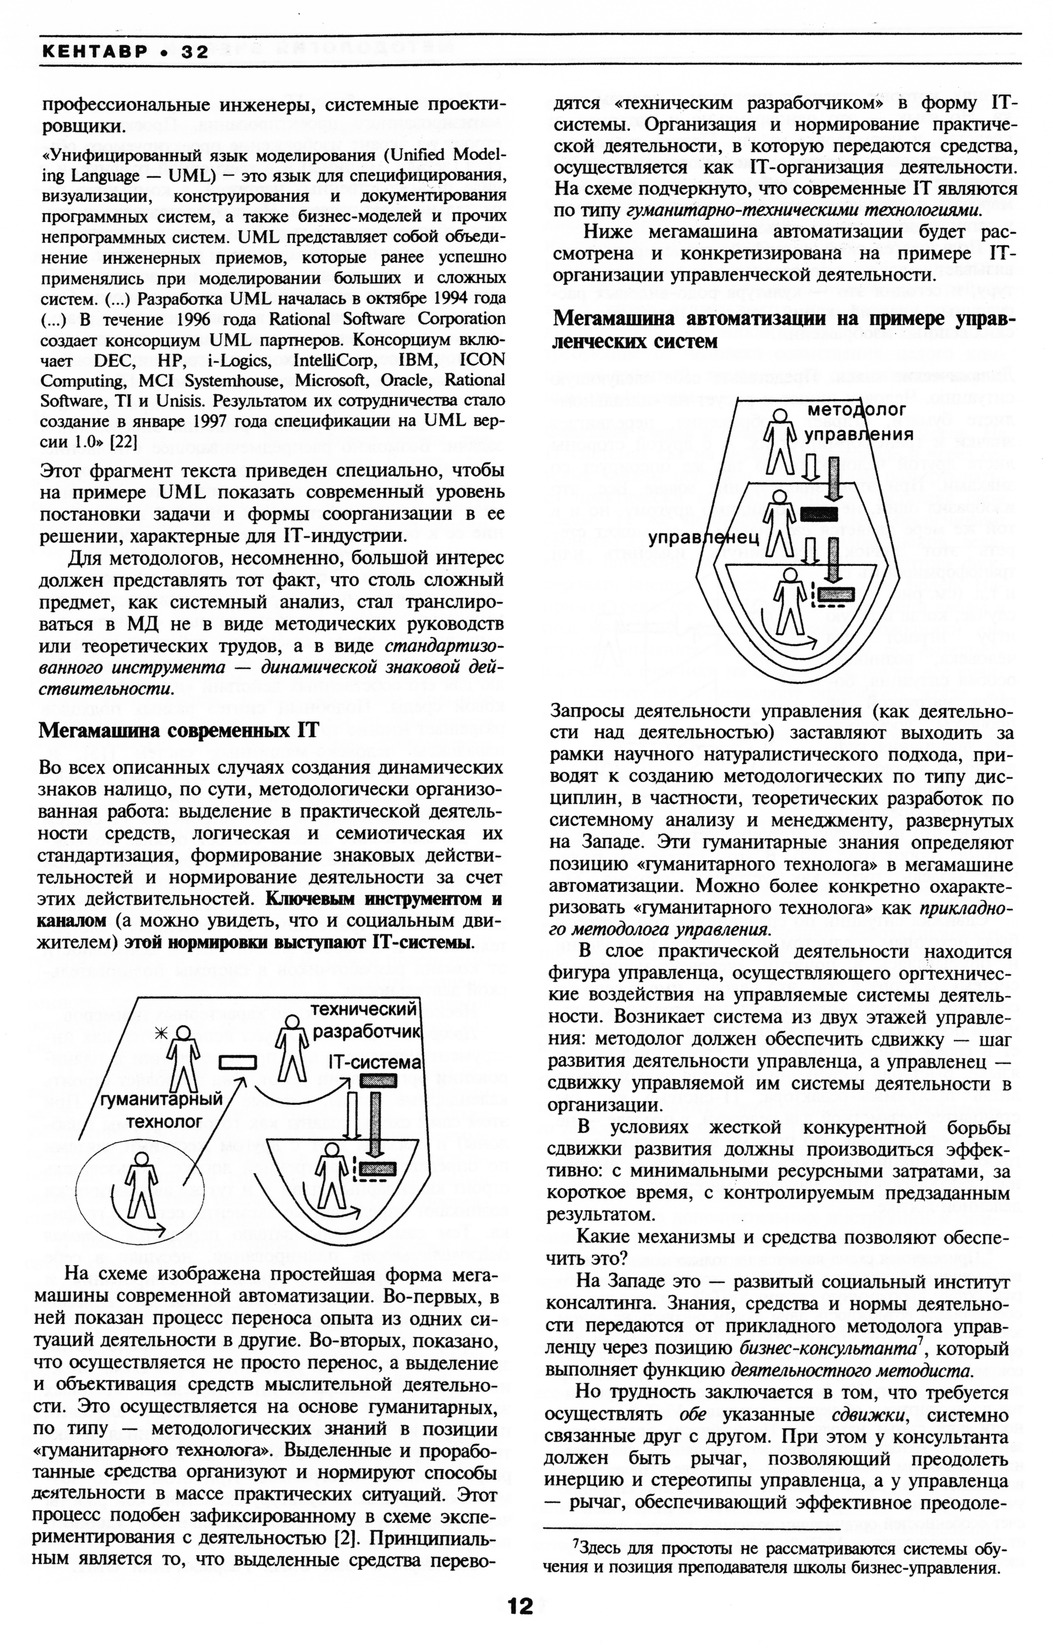 КЕНТАВР • 32
профессиональные инженеры, системные проекти-
ровщики.
«Унифицированный язык моделирования (Unified Model-
ing Language — UML) — это язык для специфицирования,
визуализации, конструирования и документирования
программных систем, а также бизнес-моделей и прочих
непрограммных систем. UML представляет собой объеди-
нение инженерных приемов, которые ранее успешно
применялись при моделировании больших и сложных
систем. (...) Разработка UML началась в октябре 1994 года
(...) В течение 1996 года Rational Software Corporation
создает консорциум UML партнеров. Консорциум вклю-
чает DEC, HP, i-Logics, IntelliCorp, IBM, ICON
Computing, MCI Systemhouse, Microsoft, Oracle, Rational
Software, TI и Unisis. Результатом их сотрудничества стало
создание в январе 1997 года спецификации на UML вер-
сии 1.0» [22]
Этот фрагмент текста приведен специально, чтобы
на примере UML показать современный уровень
постановки задачи и формы соорганизации в ее
решении, характерные для IT-индустрии.
Для методологов, несомненно, большой интерес
должен представлять тот факт, что столь сложный
предмет, как системный анализ, стал транслиро-
ваться в МД не в виде методических руководств
или теоретических трудов, а в виде стандартизо-
ванного инструмента — динамической знаковой дей-
ствительности.
Мегамашина современных IT
Во всех описанных случаях создания динамических
знаков налицо, по сути, методологически организо-
ванная работа: выделение в практической деятель-
ности средств, логическая и семиотическая их
стандартизация, формирование знаковых действи-
тельностей и нормирование деятельности за счет
этих действительностей. Ключевым инструментом и
каналом (а можно увидеть, что и социальным дви-
жителем) этой нормировки выступают IT-системы.
технический
разработчик
IT-система
гуманитарный
технолог
На схеме изображена простейшая форма мега-
машины современной автоматизации. Во-первых, в
ней показан процесс переноса опыта из одних си-
туаций деятельности в другие. Во-вторых, показано,
что осуществляется не просто перенос, а выделение
и объективация средств мыслительной деятельно-
сти. Это осуществляется на основе гуманитарных,
по типу — методологических знаний в позиции
«гуманитарного технолога». Выделенные и прорабо-
танные средства организуют и нормируют способы
деятельности в массе практических ситуаций. Этот
процесс подобен зафиксированному в схеме экспе-
риментирования с деятельностью [2]. Принципиаль-
ным является то, что выделенные средства перево-
дятся «техническим разработчиком» в форму IT-
системы. Организация и нормирование практиче-
ской деятельности, в которую передаются средства,
осуществляется как IT-организация деятельности.
На схеме подчеркнуто, что современные IT являются
по типу гуманитарно-техническими технологиями.
Ниже мегамашина автоматизации будет рас-
смотрена и конкретизирована на примере IT-
организации управленческой деятельности.
Мегамашина автоматизации на примере управ-
ленческих систем
методолог
управления
управленец
Запросы деятельности управления (как деятельно-
сти над деятельностью) заставляют выходить за
рамки научного натуралистического подхода, при-
водят к созданию методологических по типу дис-
циплин, в частности, теоретических разработок по
системному анализу и менеджменту, развернутых
на Западе. Эти гуманитарные знания определяют
позицию «гуманитарного технолога» в мегамашине
автоматизации. Можно более конкретно охаракте-
ризовать «гуманитарного технолога» как прикладно-
го методолога управления.
В слое практической деятельности находится
фигура управленца, осуществляющего оргтехничес-
кие воздействия на управляемые системы деятель-
ности. Возникает система из двух этажей управле-
ния: методолог должен обеспечить сдвижку — шаг
развития деятельности управленца, а управленец —
сдвижку управляемой им системы деятельности в
организации.
В условиях жесткой конкурентной борьбы
сдвижки развития должны производиться эффек-
тивно: с минимальными ресурсными затратами, за
короткое время, с контролируемым предзаданным
результатом.
Какие механизмы и средства позволяют обеспе-
чить это?
На Западе это — развитый социальный институт
консалтинга. Знания, средства и нормы деятельно-
сти передаются от прикладного методолога управ-
ленцу через позицию бизнес-консультанта7, который
выполняет функцию деятельностного методиста.
Но трудность заключается в том, что требуется
осуществлять обе указанные сдвижки, системно
связанные друг с другом. При этом у консультанта
должен быть рычаг, позволяющий преодолеть
инерцию и стереотипы управленца, а у управленца
— рычаг, обеспечивающий эффективное преодоле-
7Здесь для простоты не рассматриваются системы обу-
чения и позиция преподавателя школы бизнес-управления.
12